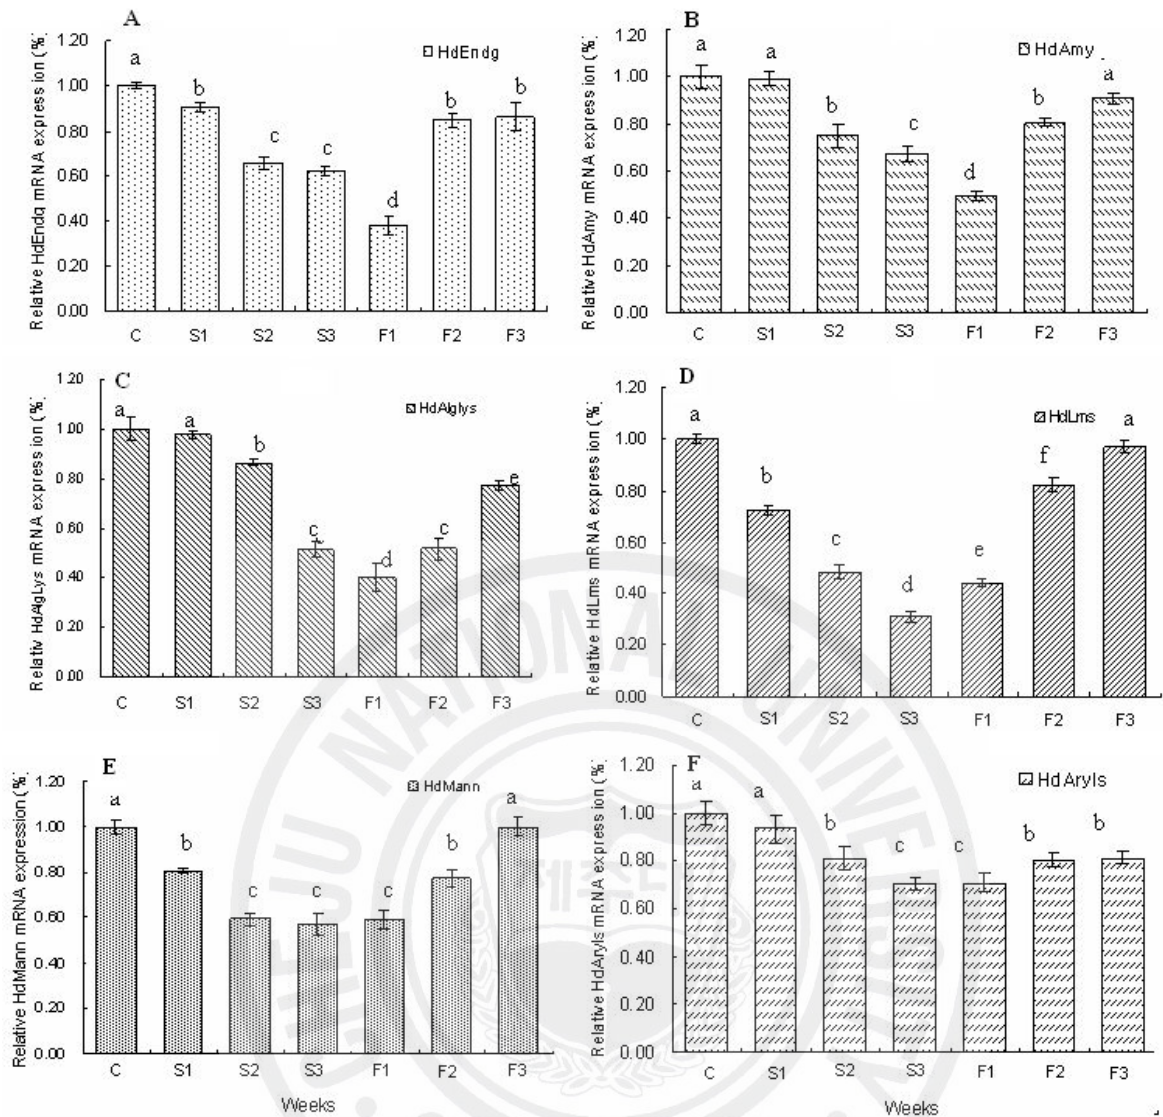 A
Relative HdEndg mRNA expression (%)
1.20
1.00
0.80
0.60
0.40
0.20
0.00
HdEndg
a
b
c
c
d
b
b
C S1 S2 S3 F1 F2 F3
B
Relative HdAmy mRNA expression (%)
1.20
1.00
0.80
0.60
0.40
0.20
0.00
HdAmy
a
a
b
c
d
b
a
C S1 S2 S3 F1 F2 F3
C
Relativ HdAlgLys mRNA expression (%)
1.20
1.00
0.80
0.60
0.40
0.20
0.00
HdAlglys
a
a
b
c
d
c
e
C S1 S2 S3 F1 F2 F3
D
Relative HdLms mRNA expression (%)
1.20
1.00
0.80
0.60
0.40
0.20
0.00
HdLms
a
b
c
d
e
f
a
C S1 S2 S3 F1 F2 F3
E
Relative HdMann mRNA expression (%)
1.20
1.00
0.80
0.60
0.40
0.20
0.00
HdMann
a
b
c
c
c
b
a
C S1 S2 S3 F1 F2 F3
Weeks
F
Relative HdAryls mRNA expression (%)
1.20
1.00
0.80
0.60
0.40
0.20
0.00
HdAryls
a
a
b
c
c
b
b
C S1 S2 S3 F1 F2 F3
Weeks
JEJU NATIONAL UNIVERSITY